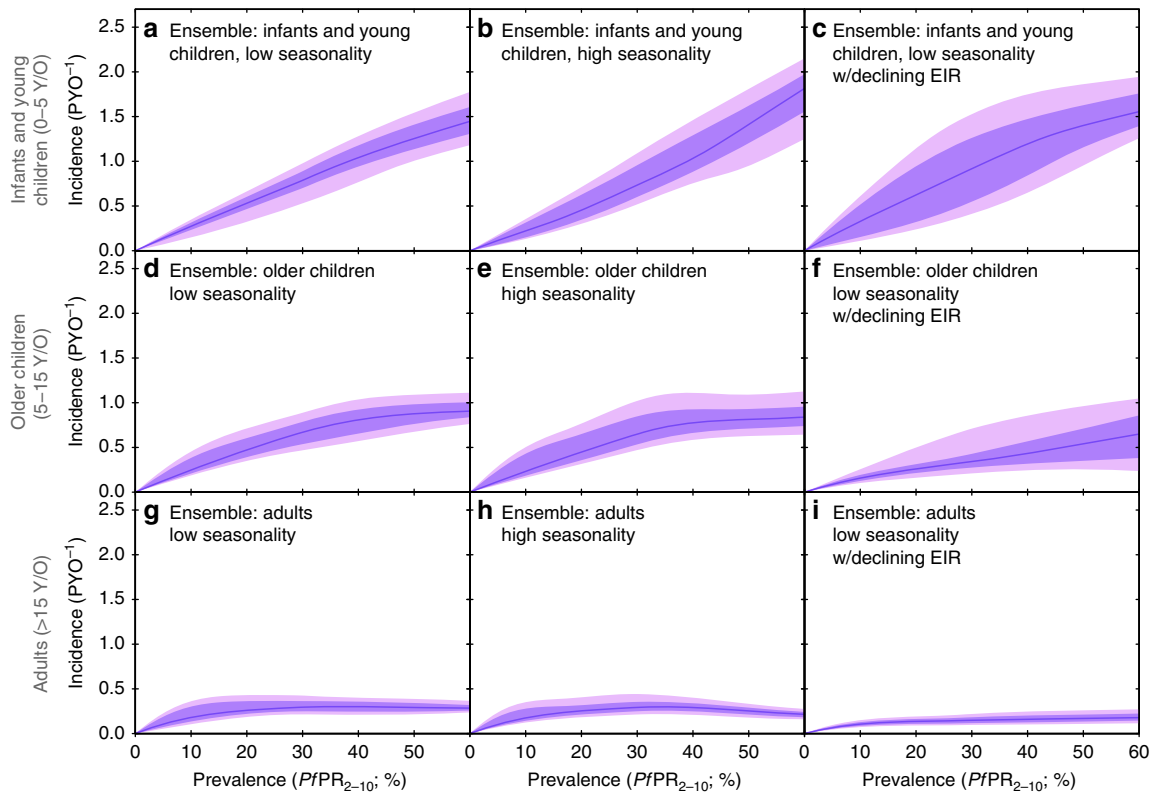 Infants and young
children (0–5 Y/O)
Incidence (PYO⁻¹)
2.5
2.0
1.5
1.0
0.5
0.0
a Ensemble: infants and young
children, low seasonality
b Ensemble: infants and young
children, high seasonality
c Ensemble: infants and young
children, low seasonality
w/declining EIR
Older children
(5–15 Y/O)
Incidence (PYO⁻¹)
2.5
2.0
1.5
1.0
0.5
0.0
d Ensemble: older children
low seasonality
e Ensemble: older children
high seasonality
f Ensemble: older children
low seasonality
w/declining EIR
Adults (>15 Y/O)
Incidence (PYO⁻¹)
2.5
2.0
1.5
1.0
0.5
0.0
g Ensemble: adults
low seasonality
h Ensemble: adults
high seasonality
i Ensemble: adults
low seasonality
w/declining EIR
0 10 20 30 40 50 0 10 20 30 40 50 0 10 20 30 40 50 60
Prevalence (PfPR₂₋₁₀; %) Prevalence (PfPR₂₋₁₀; %) Prevalence (PfPR₂₋₁₀; %)